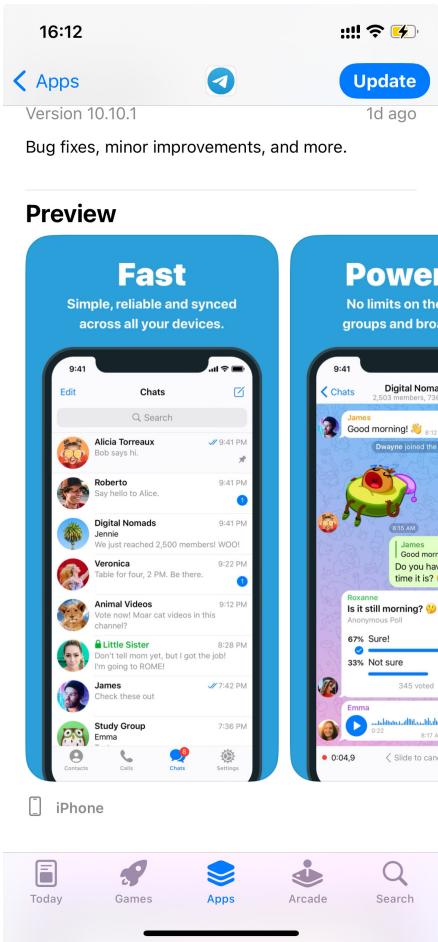 16:12
Apps
Update
Version 10.10.1
1d ago
Bug fixes, minor improvements, and more.
Preview
Fast
Simple, reliable and synced
across all your devices.
9:41
Edit
Chats
Search
Alicia Torreaux
9:41 PM
Bob says hi.
Roberto
9:41 PM
Say hello to Alice.
1
Digital Nomads
9:41 PM
Jennie
We just reached 2,500 members! WOO!
Veronica
9:22 PM
Table for four, 2 PM. Be there.
1
Animal Videos
9:12 PM
Vote now! Moar cat videos in this
channel?
Little Sister
8:28 PM
Don't tell mom yet, but I got the job!
I'm going to ROME!
James
7:42 PM
Check these out
Study Group
7:36 PM
Emma
Contacts
Calls
Chats
Settings
Power
No limits on the
groups and bro
9:41
Chats
Digital Noma
2,503 members, 736
James
Good morning! 👋
Dwayne joined the
8:15 AM
James
Good morn
Do you hav
time it is?
Roxanne
Is it still morning? 🤔
Anonymous Poll
67% Sure!
33% Not sure
345 voted
Emma
0:22
8:17 A
0:04,9
Slide to canc
iPhone
Today
Games
Apps
Arcade
Search